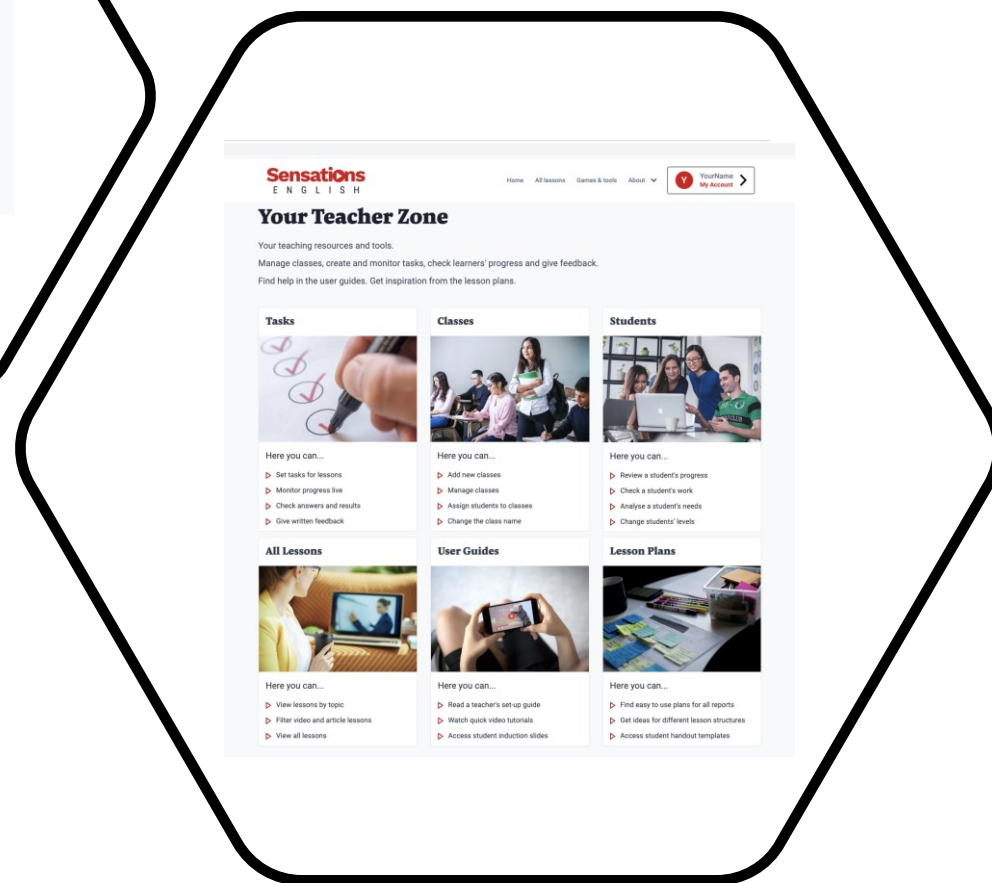 Sensations
ENGLISH
Home All lessons Games & tools About
Y
YourName
My Account
Your Teacher Zone
Your teaching resources and tools.
Manage classes, create and monitor tasks, check learners' progress and give feedback.
Find help in the user guides. Get inspiration from the lesson plans.
Tasks
Here you can...
Set tasks for lessons
Monitor progress live
Check answers and results
Give written feedback
Classes
Here you can...
Add new classes
Manage classes
Assign students to classes
Change the class name
Students
Here you can...
Review a student's progress
Check a student's work
Analyse a student's needs
Change students' levels
All Lessons
Here you can...
View lessons by topic
Filter video and article lessons
View all lessons
User Guides
Here you can...
Read a teacher's set-up guide
Watch quick video tutorials
Access student induction slides
Lesson Plans
Here you can...
Find easy to use plans for all reports
Get ideas for different lesson structures
Access student handout templates